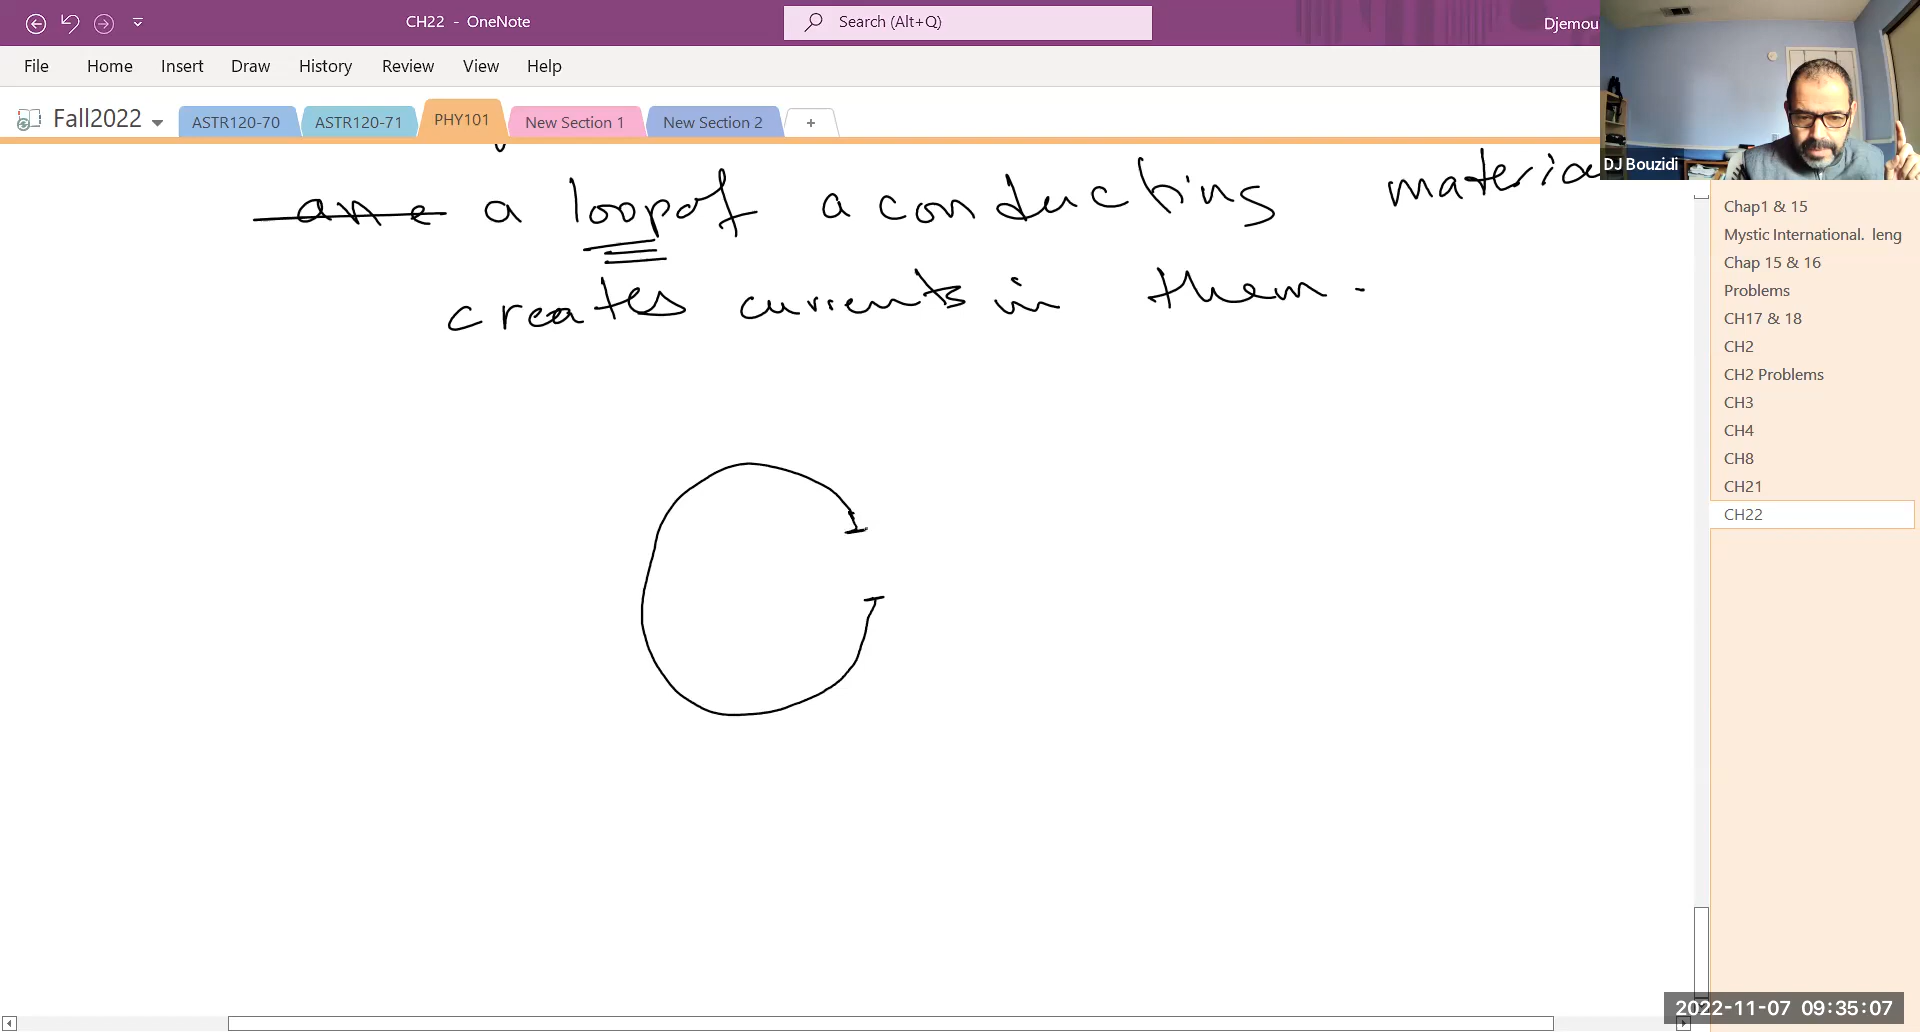 CH22 - OneNote
Search (Alt+Q)
Djemou
File Home Insert Draw History Review View Help
Fall2022 ASTR120-70 ASTR120-71 PHY101 New Section 1 New Section 2 +
DJ Bouzidi
a loop of a conducting materia
creates currents in them.
Chap1 & 15
Mystic International. leng
Chap 15 & 16
Problems
CH17 & 18
CH2
CH2 Problems
CH3
CH4
CH8
CH21
CH22
2022-11-07 09:35:07